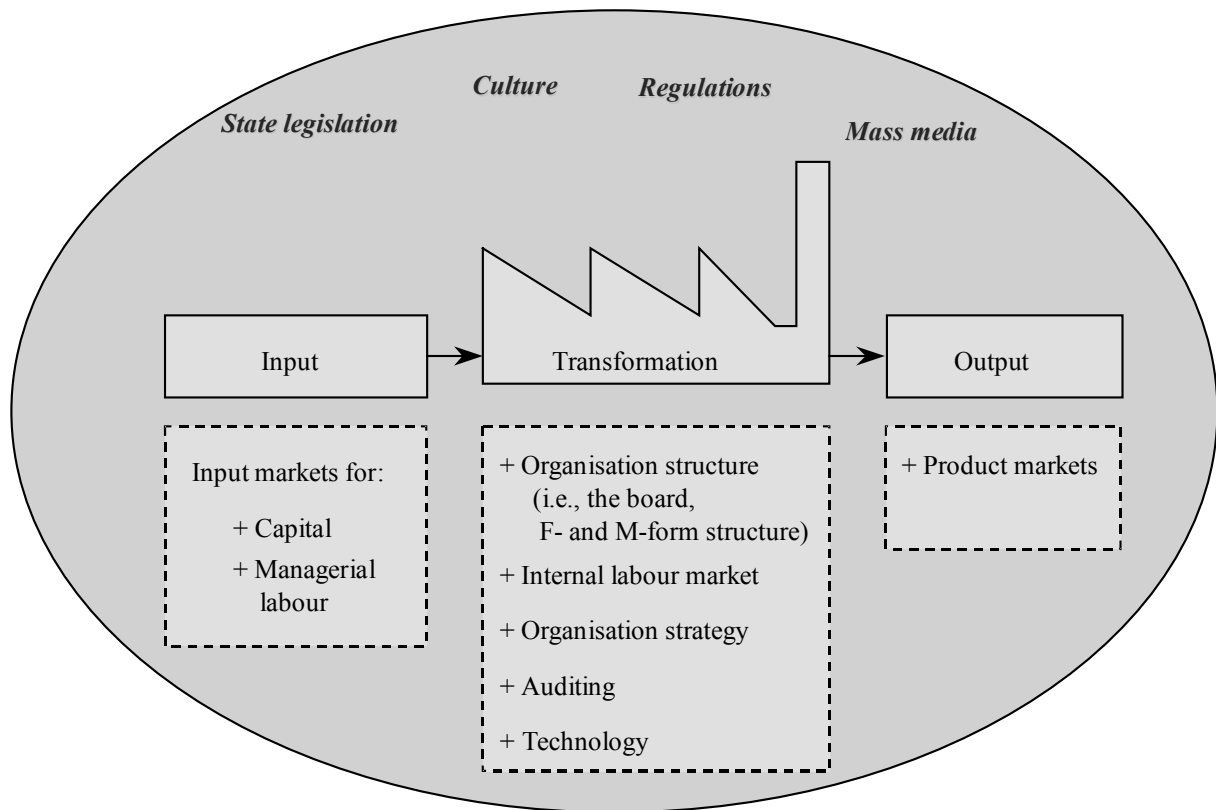 Culture
Regulations
State legislation
Mass media
Input
Transformation
Output
Input markets for:
+ Capital
+ Managerial
labour
+ Organisation structure
(i.e., the board,
F- and M-form structure)
+ Internal labour market
+ Organisation strategy
+ Auditing
+ Technology
+ Product markets